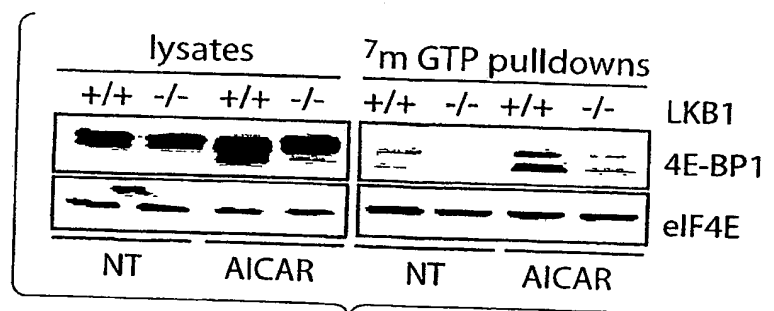 lysates ⁷m GTP pulldowns
+/+ -/- +/+ -/- +/+ -/- +/+ -/- LKB1
4E-BP1
eIF4E
NT AICAR NT AICAR